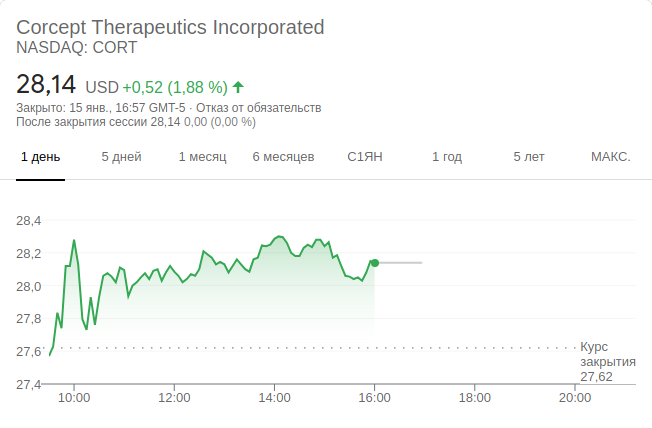 Corcept Therapeutics Incorporated
NASDAQ: CORT
28,14 USD +0,52 (1,88 %)
Закрыто: 15 янв., 16:57 GMT-5 · Отказ от обязательств
После закрытия сессии 28,14 0,00 (0,00 %)
1 день 5 дней 1 месяц 6 месяцев С1ЯН 1 год 5 лет МАКС.
28,4
28,2
28,0
27,8
27,6
Курс
закрытия
27,62
27,4
10:00 12:00 14:00 16:00 18:00 20:00